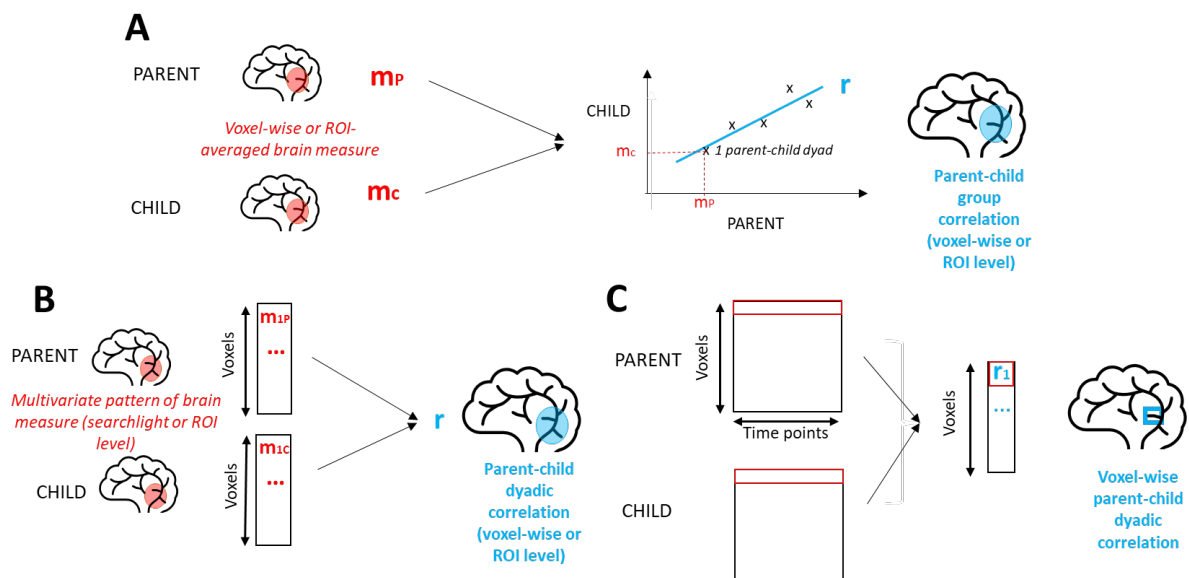 A
PARENT
mP
Voxel-wise or ROI-
averaged brain measure
CHILD
mc
CHILD
r
x
x
x
x
x
1 parent-child dyad
mc
mP
PARENT
Parent-child
group
correlation
(voxel-wise or
ROI level)
B
PARENT
Multivariate pattern of brain
measure (searchlight or ROI
level)
CHILD
Voxels
m1P
...
Voxels
m1C
...
r
Parent-child
dyadic
correlation
(voxel-wise or
ROI level)
C
PARENT
Voxels
Time points
CHILD
Voxels
r1
...
Voxel-wise
parent-child
dyadic
correlation